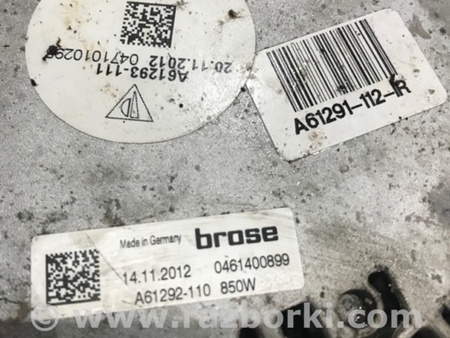 A61293-111
20.11.2012 047101029
A61291-112-IR
Made in Germany brose
14.11.2012 0461400899
A61292-110 850W
© www.razborki.com